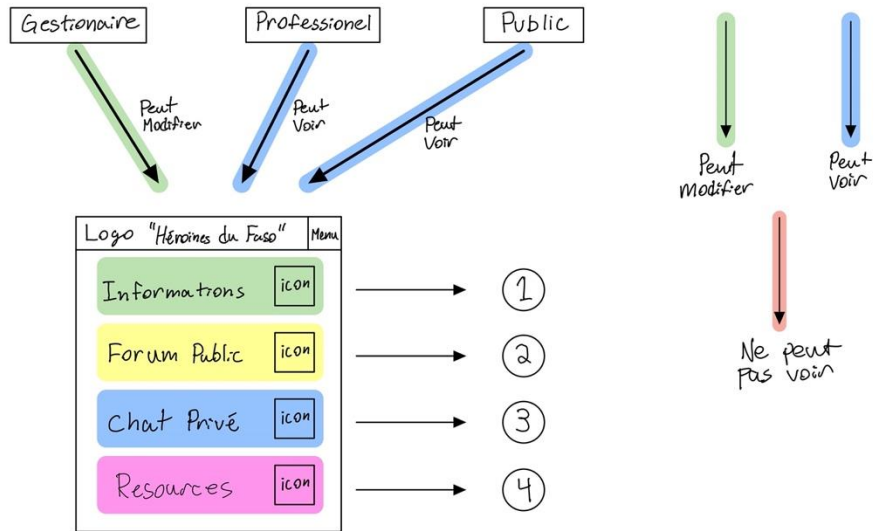 Gestionaire
Professionel
Public
Peut
Modifier
Peut
Voir
Peut
Voir
Peut
modifier
Peut
voir
Ne peut
pas voir
Logo "Héroines du Faso" Menu
Informations icon
1
Forum Public icon
2
Chat Privé icon
3
Resources icon
4